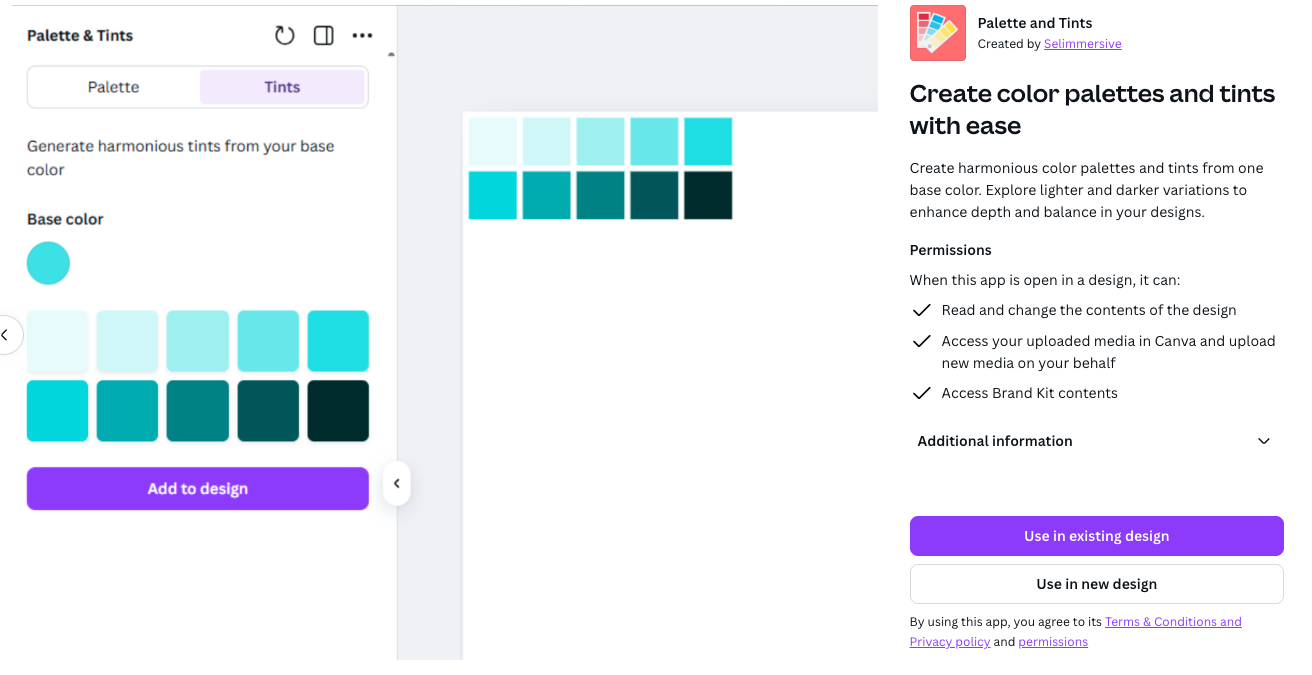 Palette & Tints
Palette
Tints
Generate harmonious tints from your base
color
Base color
Add to design
Palette and Tints
Created by Selimmersive
Create color palettes and tints
with ease
Create harmonious color palettes and tints from one
base color. Explore lighter and darker variations to
enhance depth and balance in your designs.
Permissions
When this app is open in a design, it can:
Read and change the contents of the design
Access your uploaded media in Canva and upload
new media on your behalf
Access Brand Kit contents
Additional information
Use in existing design
Use in new design
By using this app, you agree to its Terms & Conditions and
Privacy policy and permissions